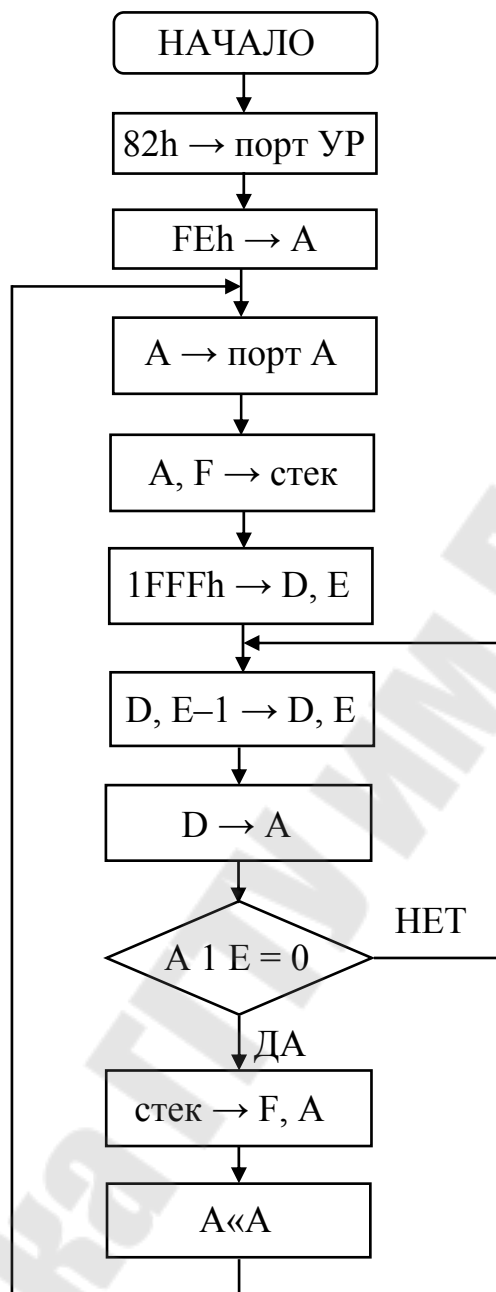 НАЧАЛО
82h → порт УР
FEh → A
A → порт A
A, F → стек
1FFFh → D, E
D, E–1 → D, E
D → A
A 1 E = 0
НЕТ
ДА
стек → F, A
A«A